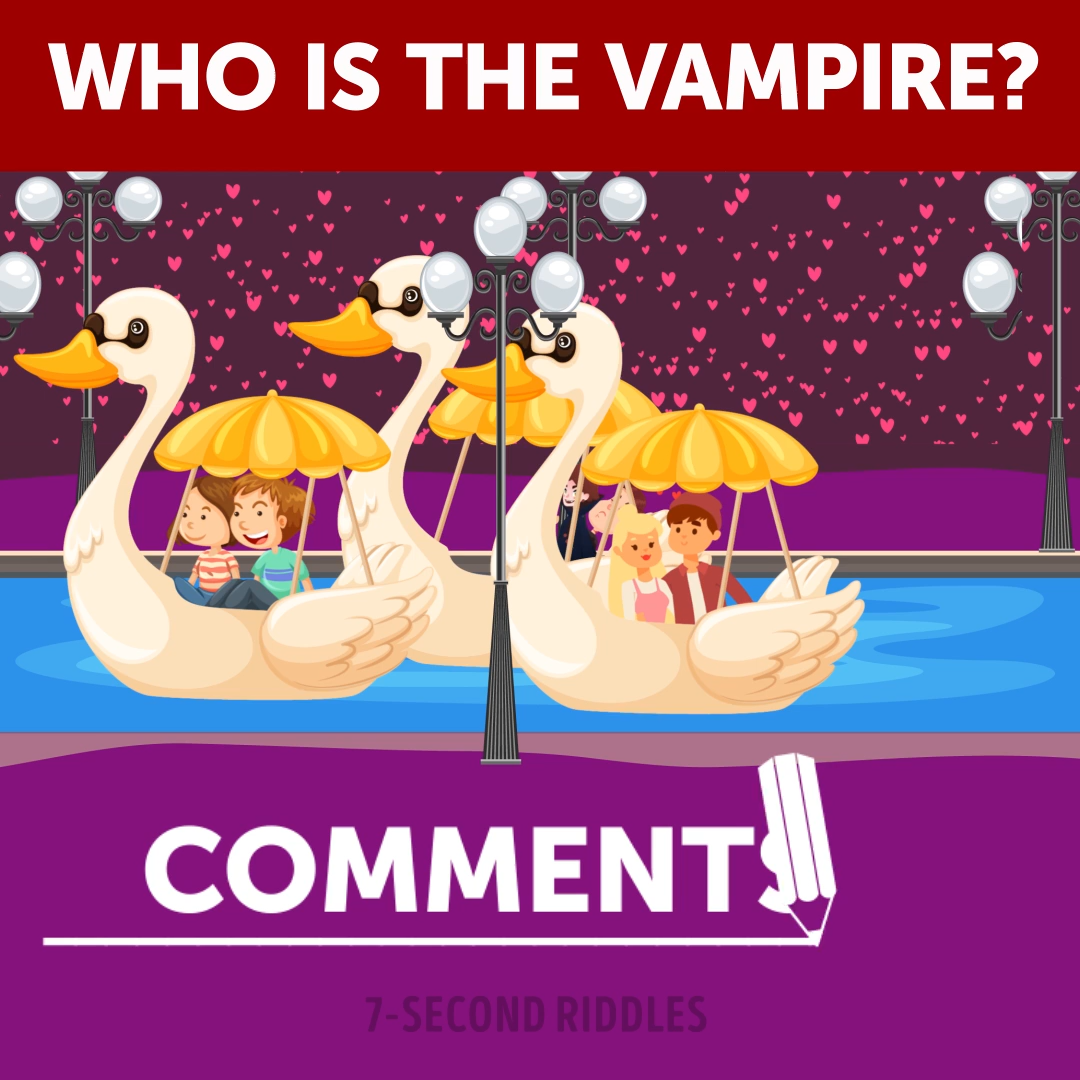 WHO IS THE VAMPIRE?
COMMENTS
7-SECOND RIDDLES